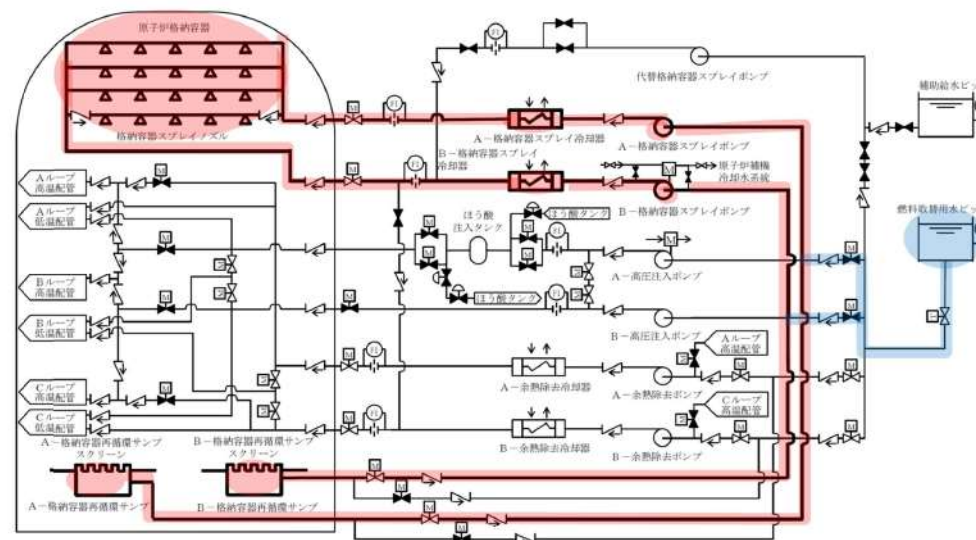 原子炉格納容器
FI
代替格納容器スプレイポンプ
補助給水ピッ
M
FI
A-格納容器スプレイ冷却器
A-格納容器スプレイポンプ
格納容器スプレイノズル
B-格納容器スプレイ
冷却器
M
FI
M
原子炉補機
冷却水系統
Aループ
高温配管
M
B-格納容器スプレイポンプ
燃料取替用水ピッ
Aループ
低温配管
ほう酸
注入タンク
ほう酸タンク
M
M
M
M
M
M
FI
M
M
A-高圧注入ポンプ
Bループ
高温配管
ほう酸タンク
M
M
FI
M
Bループ
低温配管
B-高圧注入ポンプ
Aループ
高温配管
M
FI
M
M
A-余熱除去冷却器
A-余熱除去ポンプ
Cループ
高温配管
M
Cループ
高温配管
Cループ
低温配管
M
FI
M
M
B-余熱除去冷却器
B-余熱除去ポンプ
A-格納容器再循環サンプ
スクリーン
B-格納容器再循環サンプ
スクリーン
M
M
A-格納容器再循環サンプ
B-格納容器再循環サンプ
M
M